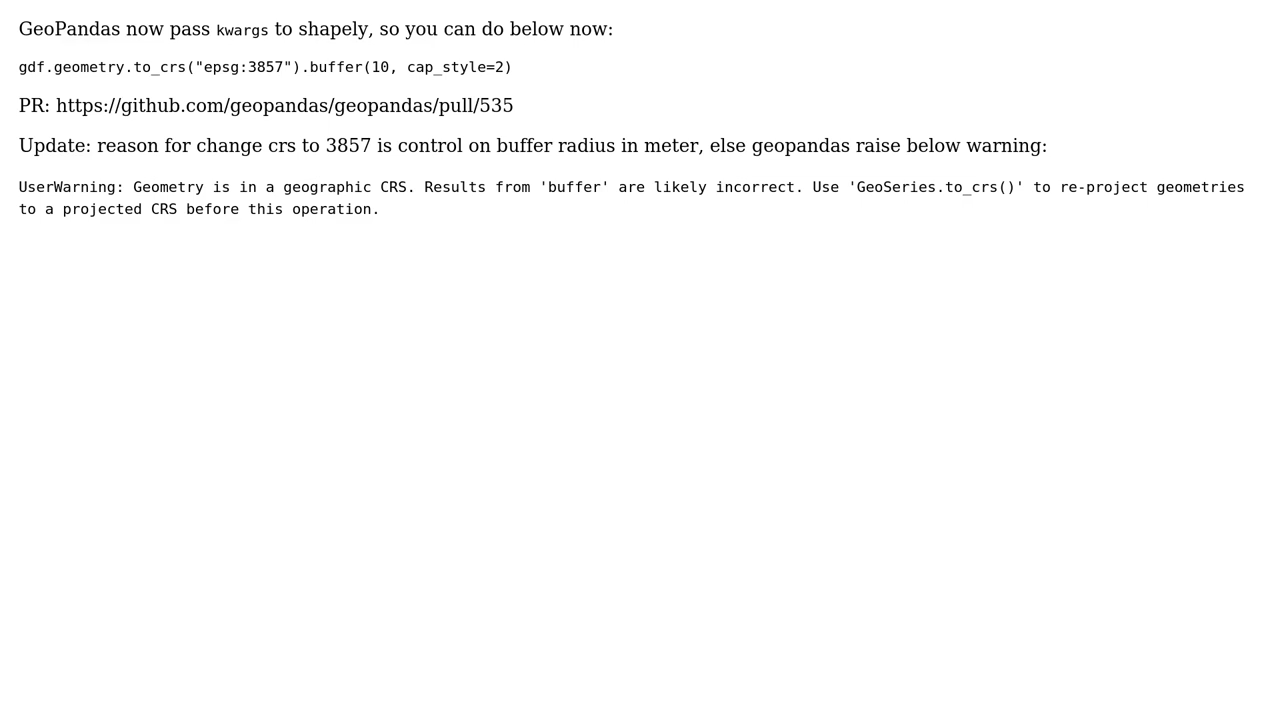 GeoPandas now pass kwargs to shapely, so you can do below now:
gdf.geometry.to_crs("epsg:3857").buffer(10, cap_style=2)
PR: https://github.com/geopandas/geopandas/pull/535
Update: reason for change crs to 3857 is control on buffer radius in meter, else geopandas raise below warning:
UserWarning: Geometry is in a geographic CRS. Results from 'buffer' are likely incorrect. Use 'GeoSeries.to_crs()' to re-project geometries
to a projected CRS before this operation.